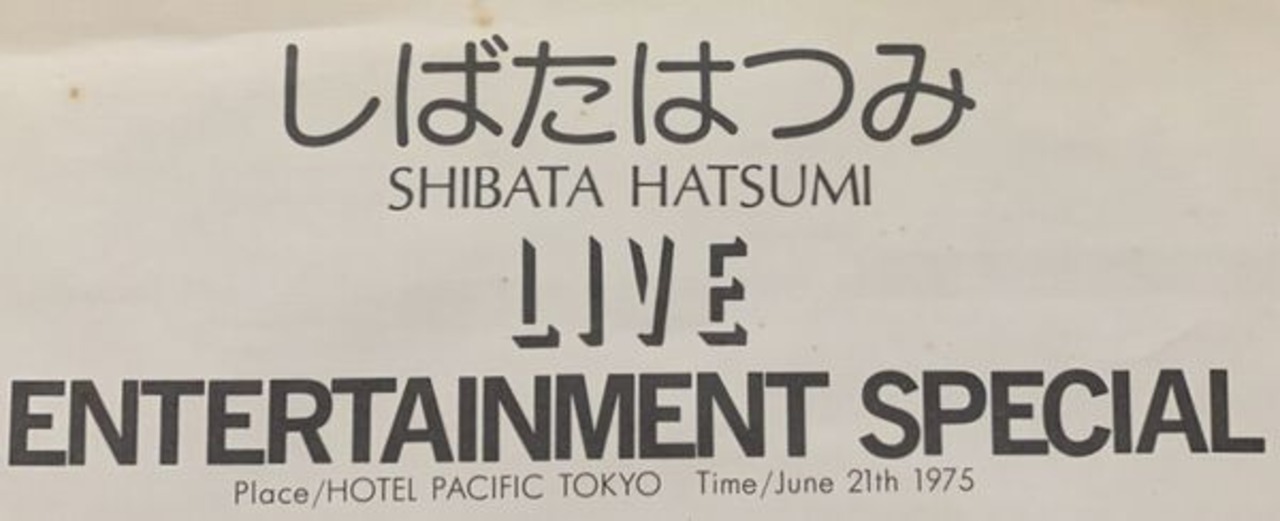 しばたはつみ
SHIBATA HATSUMI
LIVE
ENTERTAINMENT SPECIAL
Place/HOTEL PACIFIC TOKYO Time/June 21th 1975